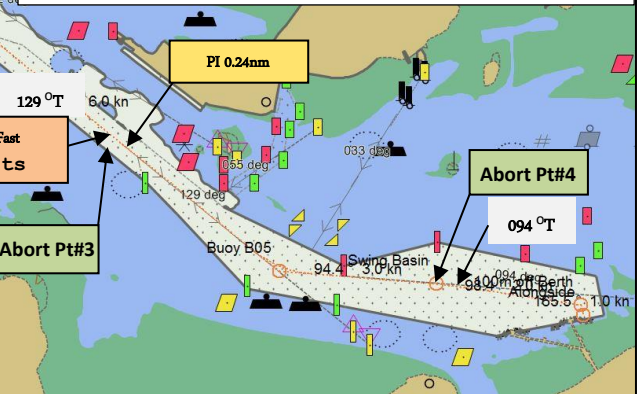 PI 0.24nm
129 ᴼT
6.0 kn
Fast
ts
033 deg
055 deg
Abort Pt#4
129 deg
094 ᴼT
Abort Pt#3
Buoy B05
Swing Basin
94.4
3.0 kn
094 deg
100m off Berth
Alongside
165.5
1.0 kn